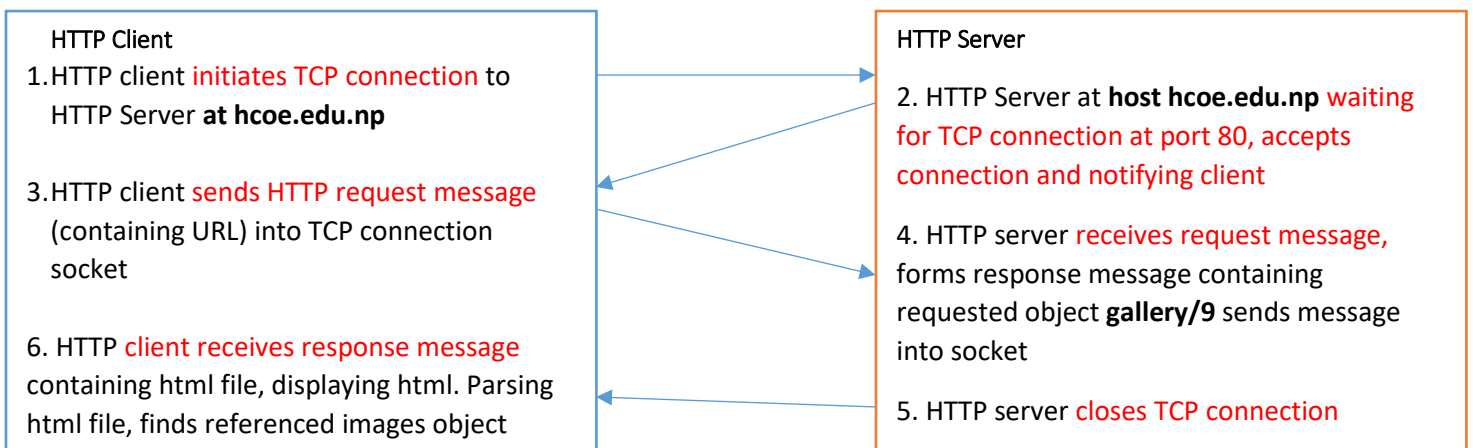 HTTP Client
1.HTTP client initiates TCP connection to
HTTP Server at hcoe.edu.np
3.HTTP client sends HTTP request message
(containing URL) into TCP connection
socket
6. HTTP client receives response message
containing html file, displaying html. Parsing
html file, finds referenced images object
HTTP Server
2. HTTP Server at host hcoe.edu.np waiting
for TCP connection at port 80, accepts
connection and notifying client
4. HTTP server receives request message,
forms response message containing
requested object gallery/9 sends message
into socket
5. HTTP server closes TCP connection